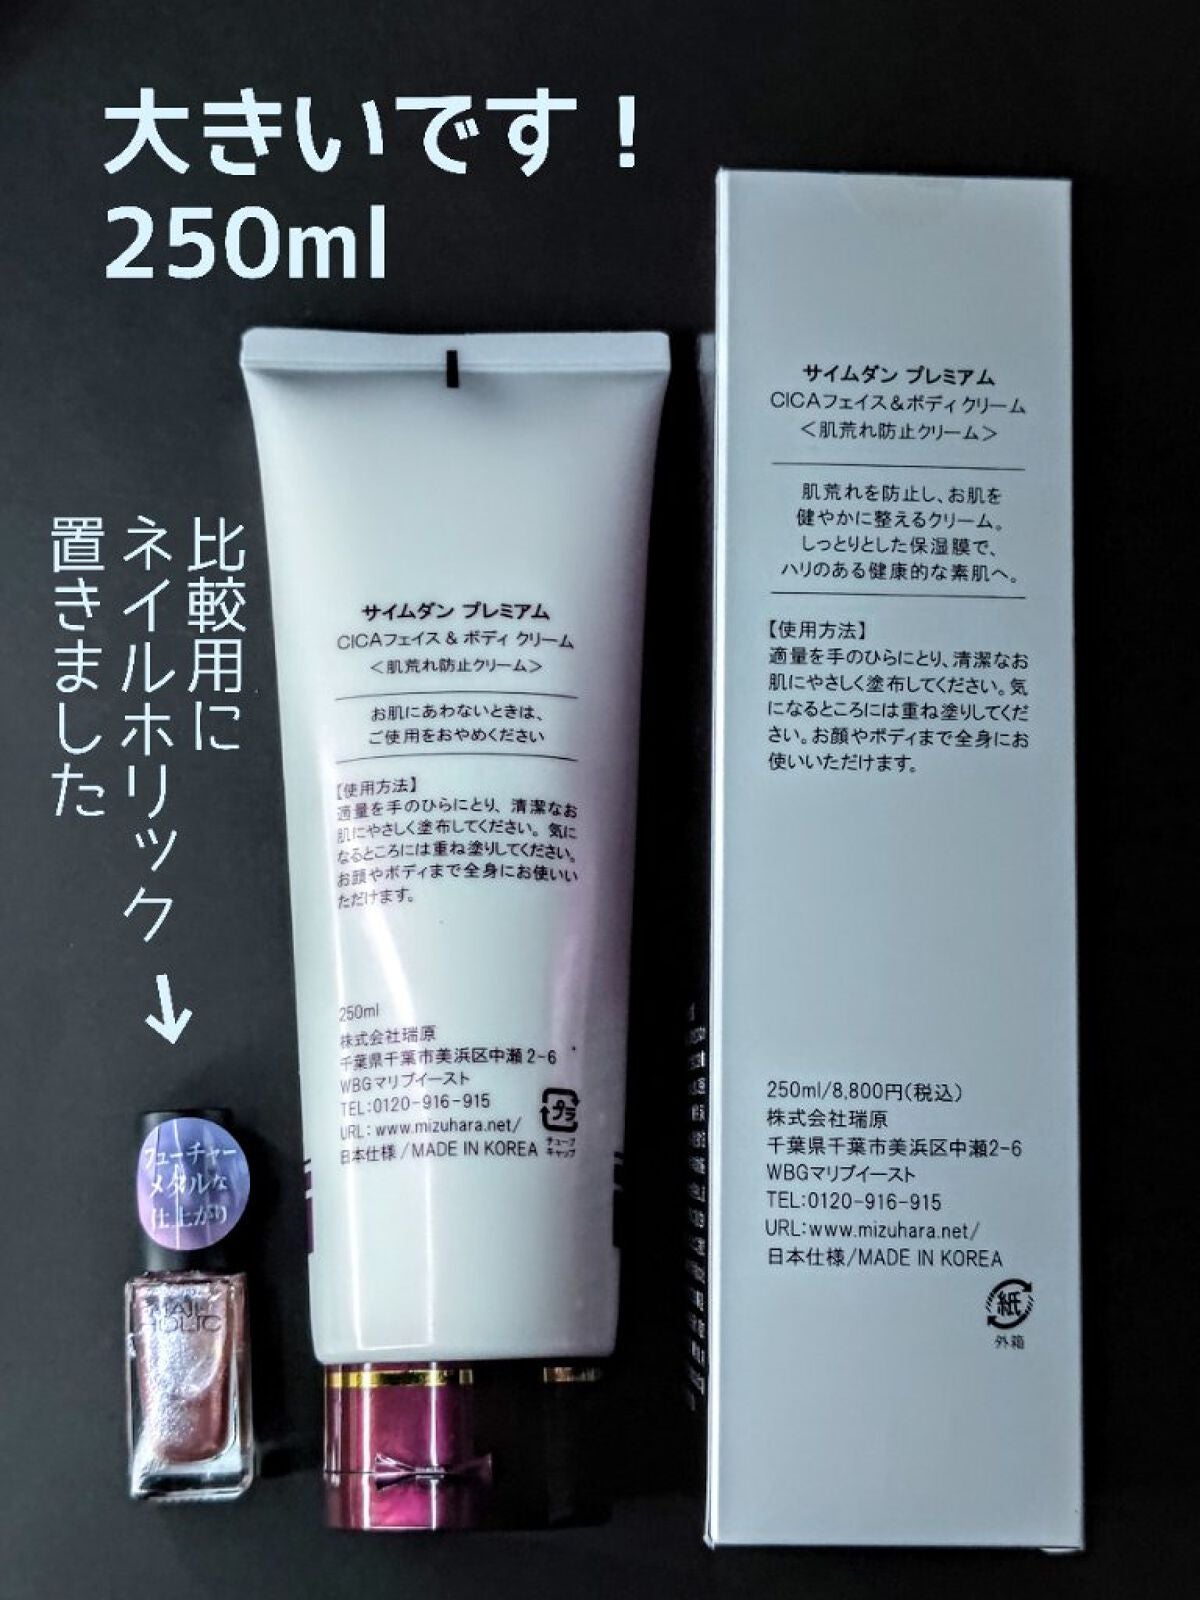 大きいです！
250ml
比較用に
ネイルホリック
置きました
サイムダン プレミアム
CICAフェイス＆ボディ クリーム
＜肌荒れ防止クリーム＞
お肌にあわないときは、
ご使用をおやめください
【使用方法】
適量を手のひらにとり、清潔なお
肌にやさしく塗布してください。気に
なるところには重ね塗りしてください。
お顔やボディまで全身にお使いい
ただけます。
250ml
株式会社瑞原
千葉県千葉市美浜区中瀬2-6
WBGマリブイースト
TEL:0120-916-915
URL:www.mizuhara.net/
日本仕様/MADE IN KOREA
プラ
チューブ
キャップ
サイムダン プレミアム
CICAフェイス＆ボディクリーム
＜肌荒れ防止クリーム＞
肌荒れを防止し、お肌を
健やかに整えるクリーム。
しっとりとした保湿膜で、
ハリのある健康的な素肌へ。
【使用方法】
適量を手のひらにとり、清潔なお
肌にやさしく塗布してください。気
になるところには重ね塗りしてくだ
さい。お顔やボディまで全身にお
使いいただけます。
250ml/8,800円(税込)
株式会社瑞原
千葉県千葉市美浜区中瀬2-6
WBGマリブイースト
TEL:0120-916-915
URL:www.mizuhara.net/
日本仕様/MADE IN KOREA
紙
外箱
フューチャー
メタルな
仕上がり
NAIL
HOLIC